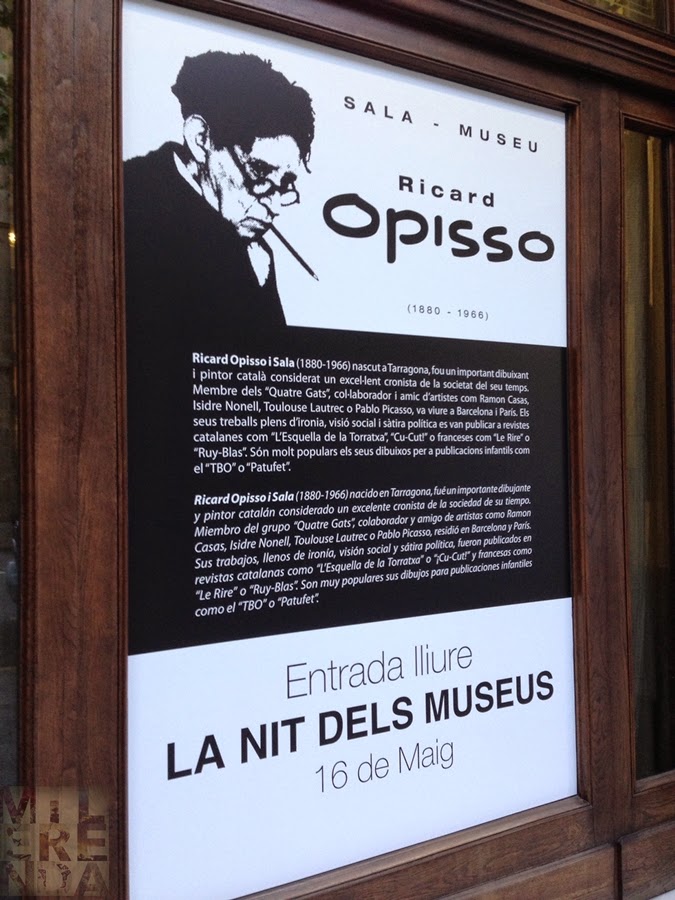 SALA - MUSEU
Ricard
Opisso
(1880 - 1966)
Ricard Opisso i Sala (1880-1966) nascut a Tarragona, fou un important dibuixant
i pintor català considerat un excel·lent cronista de la societat del seu temps.
Membre dels "Quatre Gats", col·laborador i amic d'artistes com Ramon Casas,
Isidre Nonell, Toulouse Lautrec o Pablo Picasso, va viure a Barcelona i París. Els
seus treballs plens d'ironia, visió social i sàtira política es van publicar a revistes
catalanes com "L'Esquella de la Torratxa", "Cu-Cut!" o franceses com "Le Rire" o
"Ruy-Blas". Són molt populars els seus dibuixos per a publicacions infantils com
el "TBO" o "Patufet".
Ricard Opisso i Sala (1880-1966) nacido en Tarragona, fué un importante dibujante
y pintor catalán considerado un excelente cronista de la sociedad de su tiempo.
Miembro del grupo "Quatre Gats", colaborador y amigo de artistas como Ramon
Casas, Isidre Nonell, Toulouse Lautrec o Pablo Picasso, residió en Barcelona y París.
Sus trabajos, llenos de ironía, visión social y sátira política, fueron publicados en
revistas catalanas como "L'Esquella de la Torratxa" o "¡Cu-Cut!" y francesas como
"Le Rire" o "Ruy-Blas". Son muy populares sus dibujos para publicaciones infantiles
como el "TBO" o "Patufet".
Entrada lliure
LA NIT DELS MUSEUS
16 de Maig
MIL
ERE
NIDA